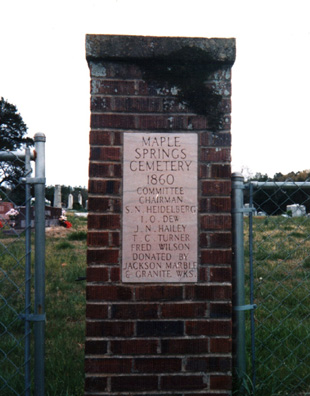 MAPLE
SPRINGS
CEMETERY
1860
COMMITTEE
CHAIRMAN,
S. N. HEIDELBERG
I. O. DEW
J. N. HAILEY
T. C. TURNER
FRED WILSON
DONATED BY
JACKSON MARBLE
& GRANITE WKS.